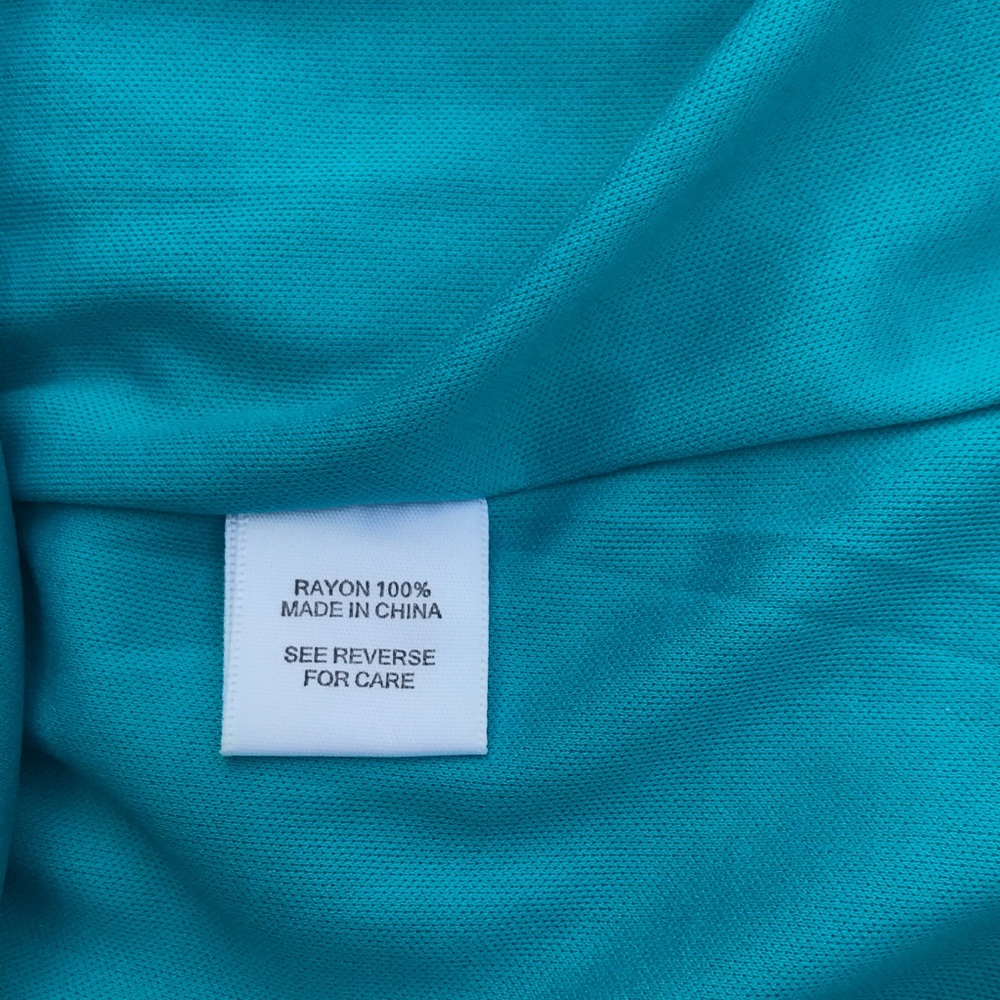 RAYON 100%
MADE IN CHINA
SEE REVERSE
FOR CARE